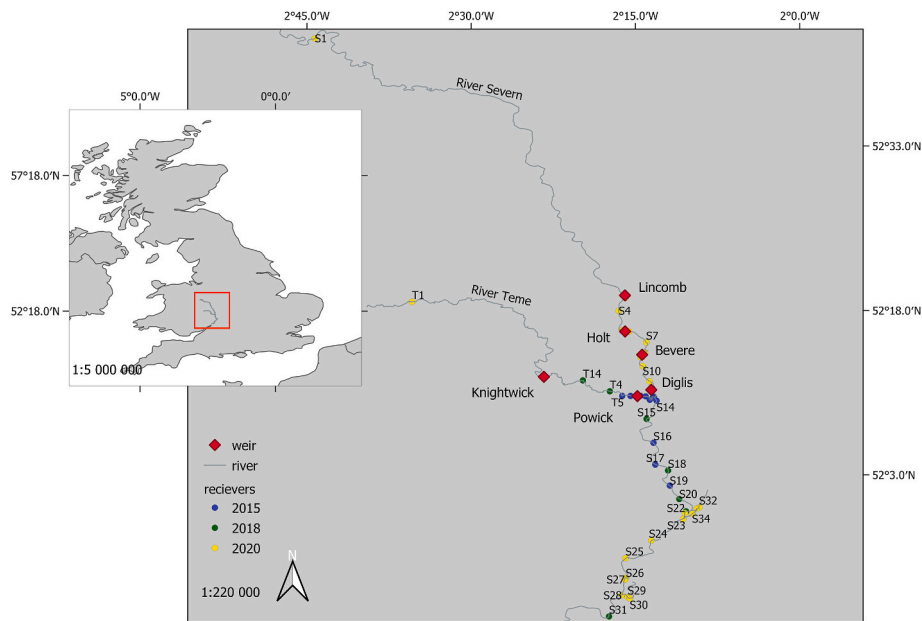 2°45.0'W
2°30.0'W
2°15.0'W
2°0.0'W
S1
River Severn
5°0.0'W
0°0.0'
52°33.0'N
57°18.0'N
River Teme
Lincomb
T1
S4
52°18.0'N
52°18.0'N
Holt
S7
Bevere
1:5 000 000
S10
T14
Diglis
Knightwick
T4
T5
S14
Powick
S15
S16
weir
river
S17
S18
52°3.0'N
recievers
S19
2015
S20
S32
S22
S34
2018
S23
S24
2020
S25
N
S26
S27
1:220 000
S28
S29
S30
S31